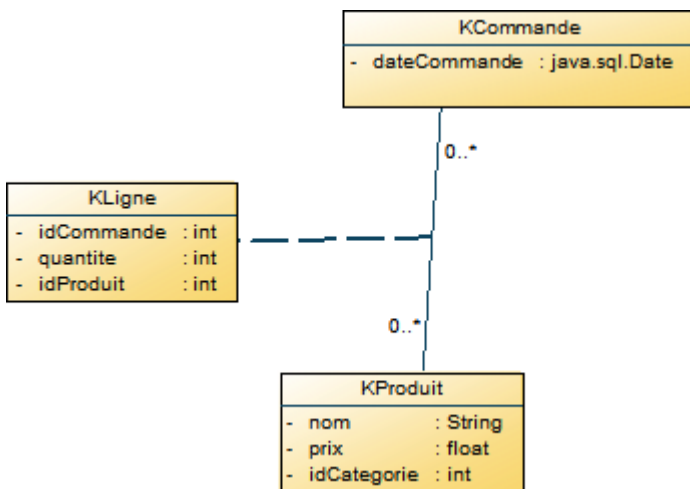 KCommande
- dateCommande : java.sql.Date
0..*
KLigne
- idCommande : int
- quantite : int
- idProduit : int
0..*
KProduit
- nom : String
- prix : float
- idCategorie : int